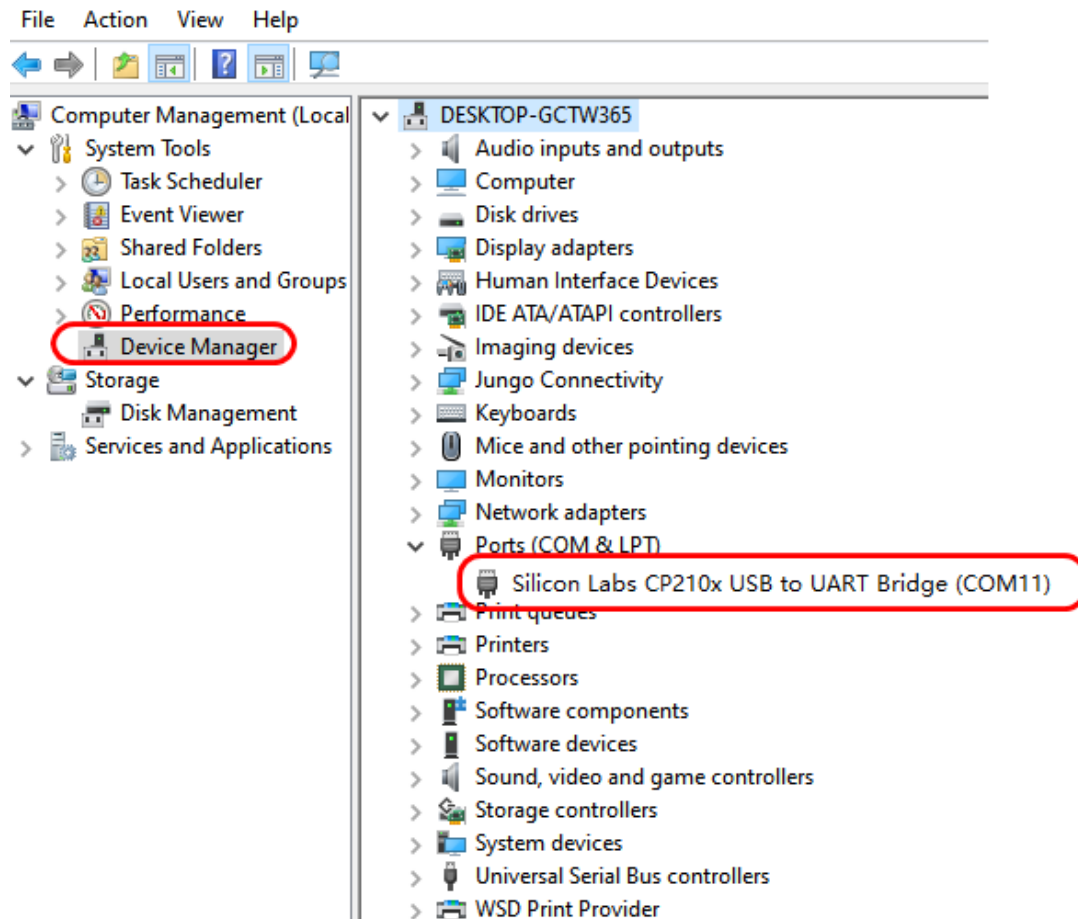 File Action View Help
Computer Management (Local
System Tools
Task Scheduler
Event Viewer
Shared Folders
Local Users and Groups
Performance
Device Manager
Storage
Disk Management
Services and Applications
DESKTOP-GCTW365
Audio inputs and outputs
Computer
Disk drives
Display adapters
Human Interface Devices
IDE ATA/ATAPI controllers
Imaging devices
Jungo Connectivity
Keyboards
Mice and other pointing devices
Monitors
Network adapters
Ports (COM & LPT)
Silicon Labs CP210x USB to UART Bridge (COM11)
Print queues
Printers
Processors
Software components
Software devices
Sound, video and game controllers
Storage controllers
System devices
Universal Serial Bus controllers
WSD Print Provider